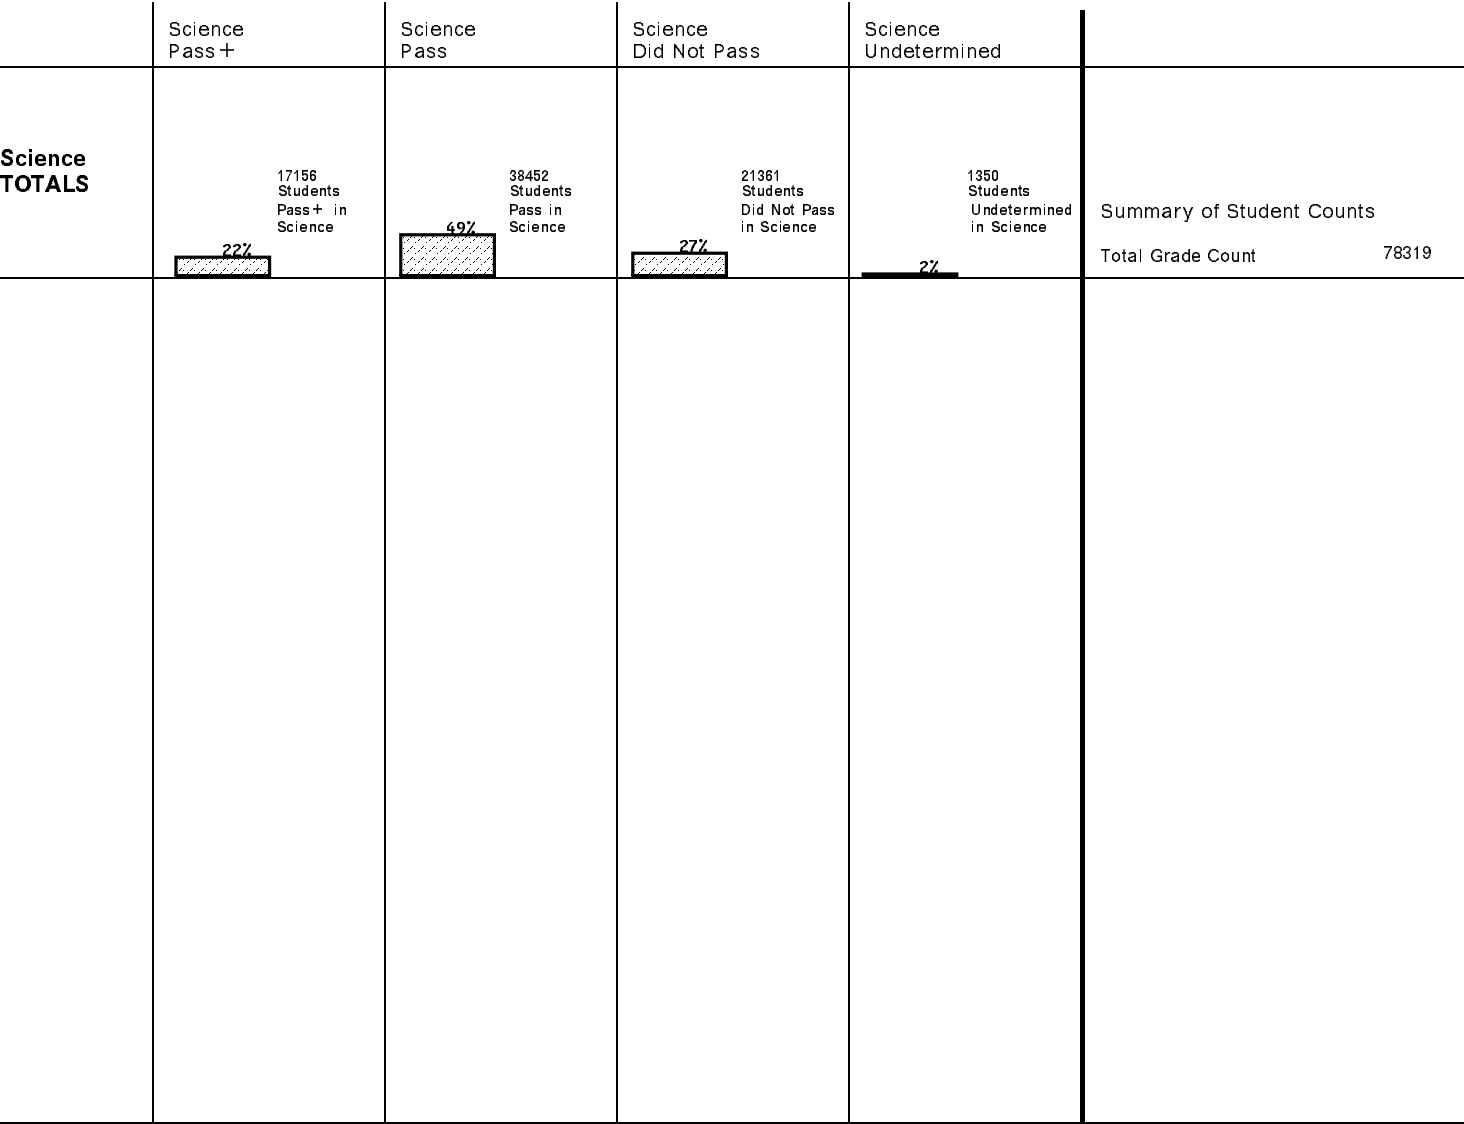 Science
Pass+
Science
Pass
Science
Did Not Pass
Science
Undetermined
Science
TOTALS
22%
17156
Students
Pass+ in
Science
49%
38452
Students
Pass in
Science
27%
21361
Students
Did Not Pass
in Science
2%
1350
Students
Undetermined
in Science
Summary of Student Counts
Total Grade Count 78319